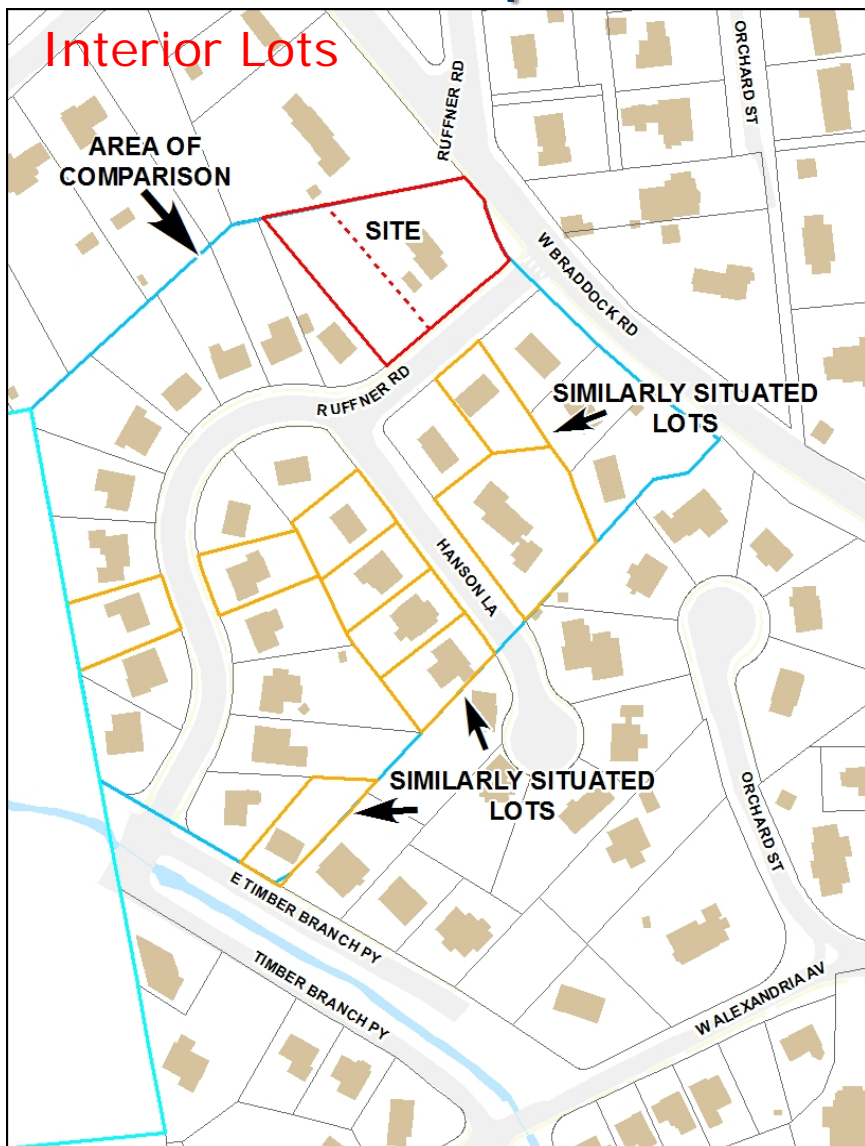 Interior Lots
RUFFNER RD
ORCHARD ST
AREA OF
COMPARISON
SITE
W BRADDOCK RD
RUFFNER RD
SIMILARLY SITUATED
LOTS
HANSON LA
SIMILARLY SITUATED
LOTS
ORCHARD ST
E TIMBER BRANCH PY
TIMBER BRANCH PY
W ALEXANDRIA AV